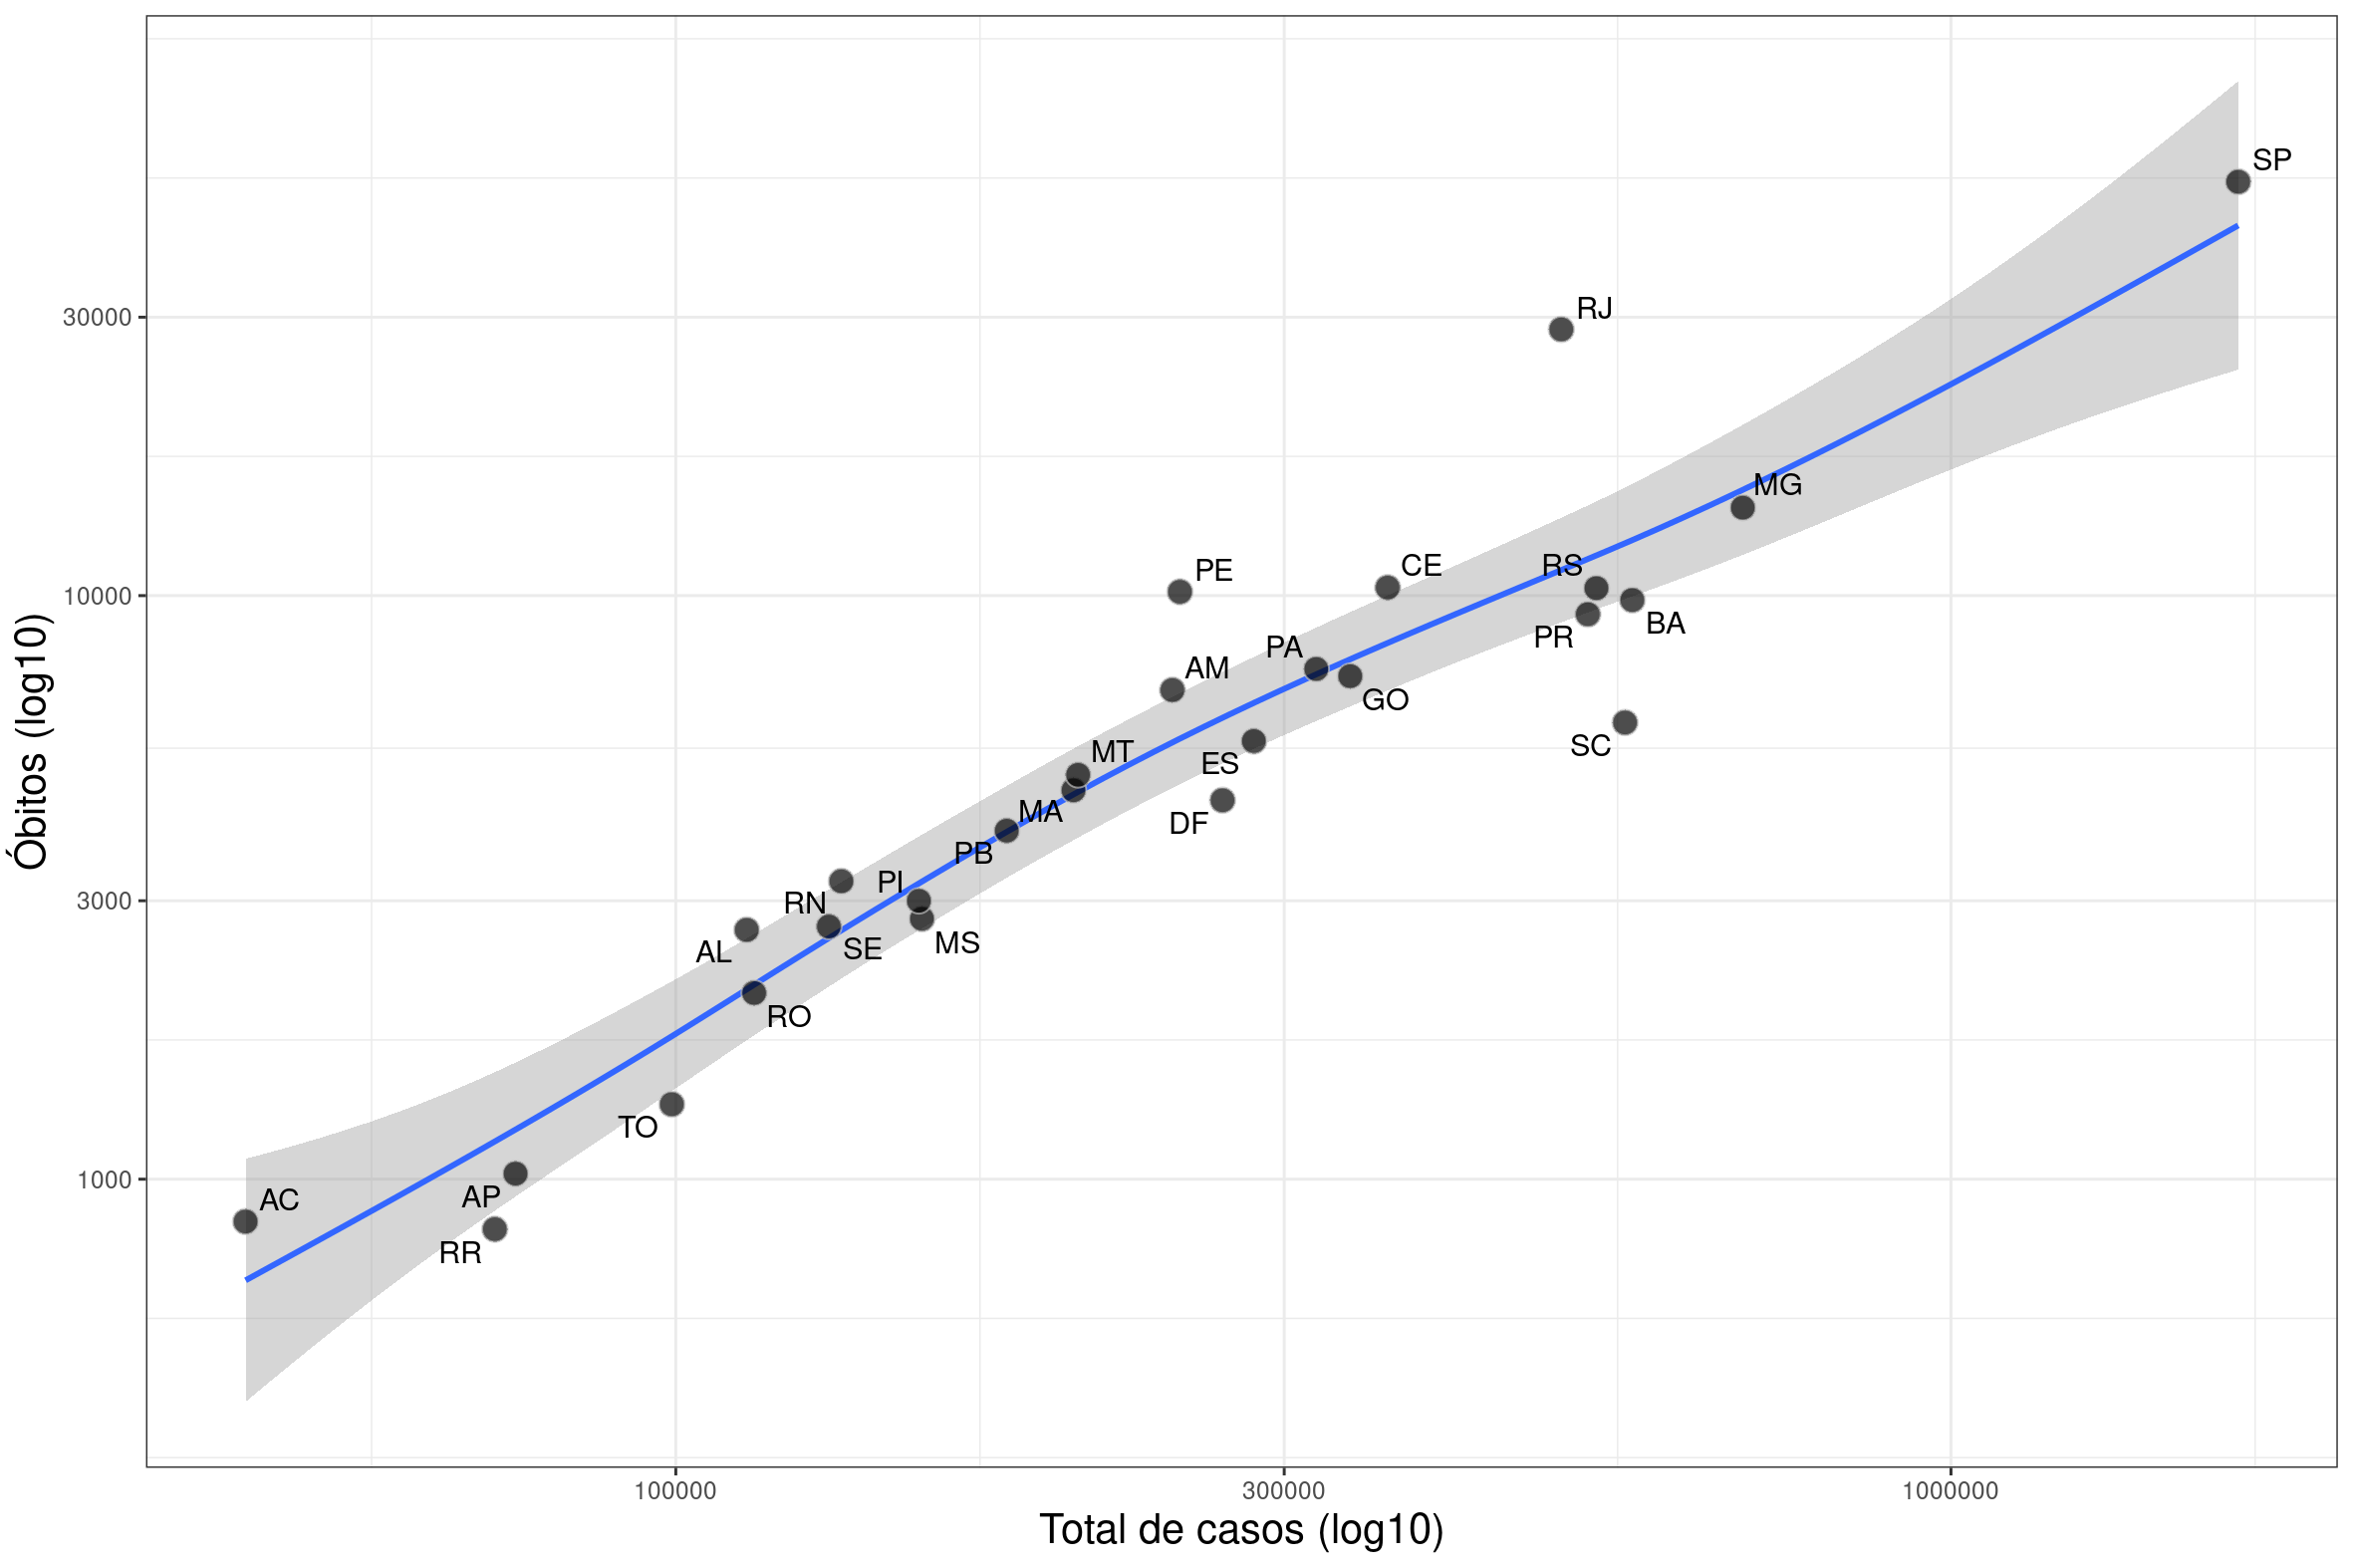 SP
RJ
30000
MG
PE
CE
RS
10000
BA
PR
PA
AM
GO
SC
MT
ES
MA
DF
PB
PI
RN
3000
AL
SE
MS
RO
TO
1000
AC
AP
RR
100000
300000
1000000
Total de casos (log10)
Óbitos (log10)